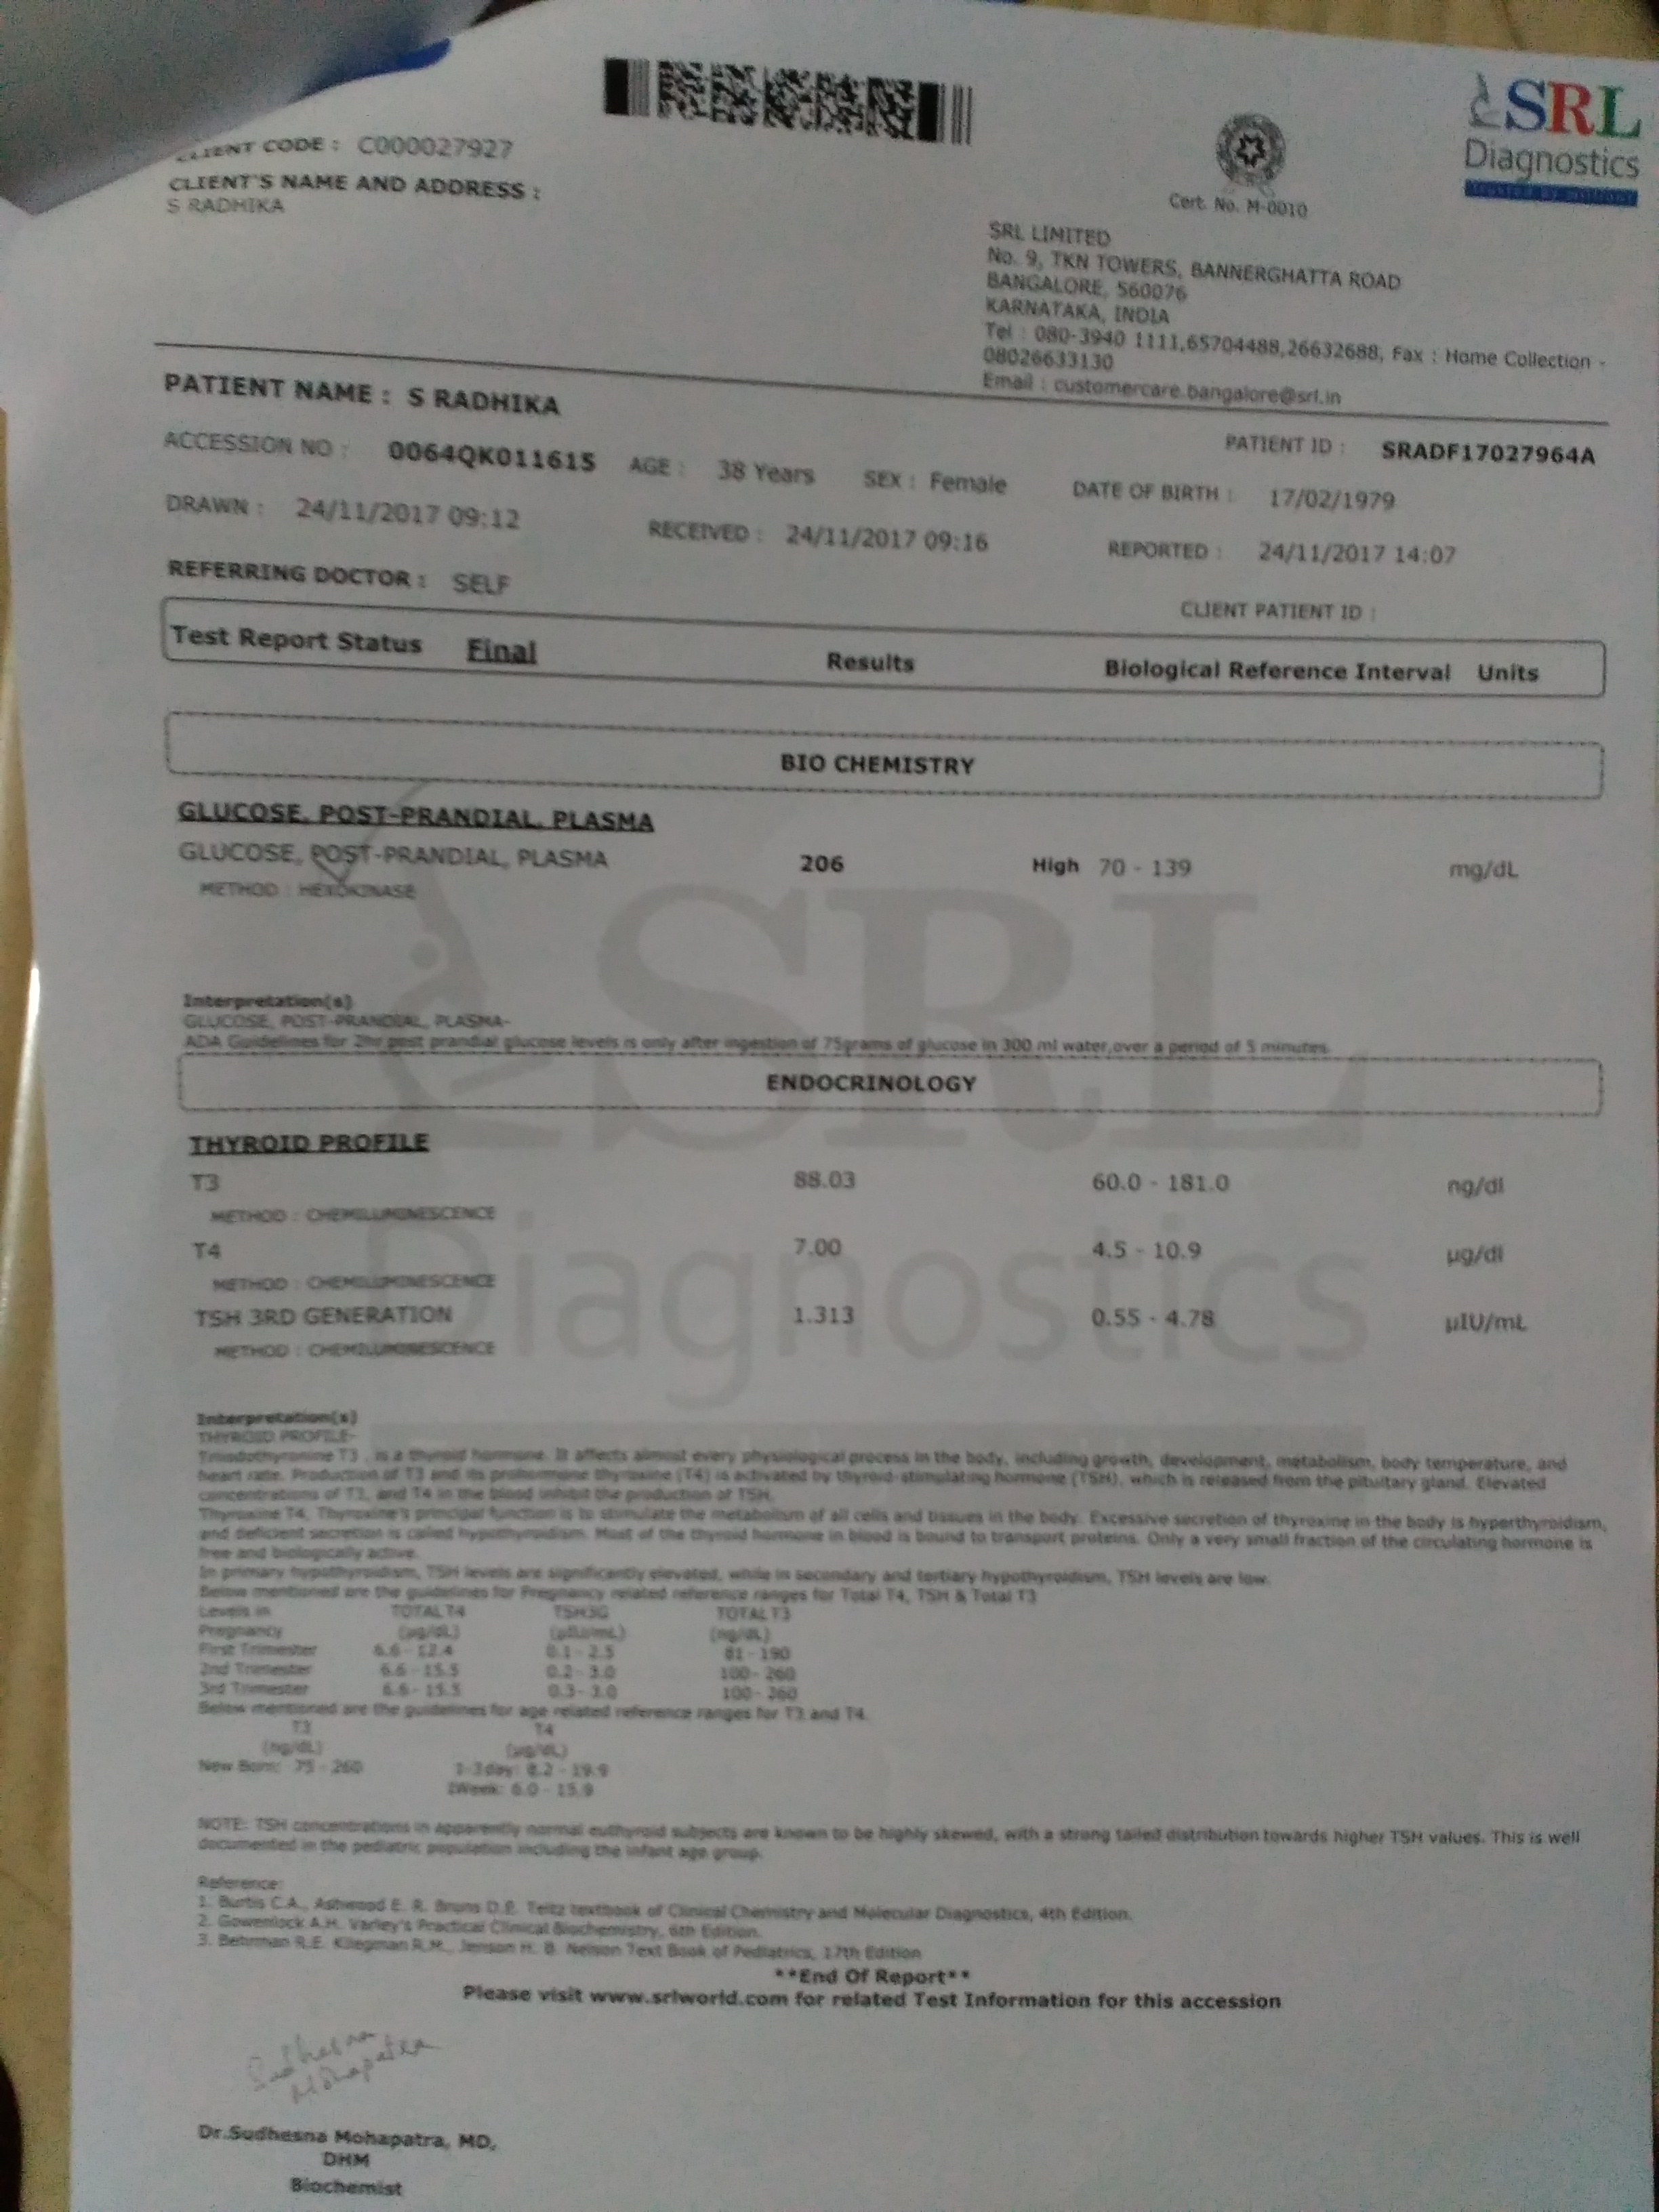 CLIENT CODE : C000027927
CLIENT'S NAME AND ADDRESS :
S RADHIKA
Cert. No. M-0010
SRL
Diagnostics
SRL LIMITED
No. 9, TKN TOWERS, BANNERGHATTA ROAD
BANGALORE, 560076
KARNATAKA, INDIA
Tel : 080-3940 1111,65704488,26632688, Fax : Home Collection -
08026633130
Email : customercare.bangalore@srl.in
PATIENT NAME : S RADHIKA
PATIENT ID : SRADF17027964A
ACCESSION NO : 0064QK011615 AGE : 38 Years SEX : Female DATE OF BIRTH : 17/02/1979
DRAWN : 24/11/2017 09:12 RECEIVED : 24/11/2017 09:16 REPORTED : 24/11/2017 14:07
REFERRING DOCTOR : SELF CLIENT PATIENT ID :
Test Report Status Final Results Biological Reference Interval Units
BIO CHEMISTRY
GLUCOSE, POST-PRANDIAL, PLASMA
GLUCOSE, POST-PRANDIAL, PLASMA 206 High 70 - 139 mg/dL
METHOD : HEXOKINASE
Interpretation(s)
GLUCOSE, POST-PRANDIAL, PLASMA-
ADA Guidelines for 2hr post prandial glucose levels is only after ingestion of 75grams of glucose in 300 ml water,over a period of 5 minutes.
ENDOCRINOLOGY
THYROID PROFILE
T3 88.03 60.0 - 181.0 ng/dl
METHOD : CHEMILUMINESCENCE
T4 7.00 4.5 - 10.9 µg/dl
METHOD : CHEMILUMINESCENCE
TSH 3RD GENERATION 1.313 0.55 - 4.78 µIU/mL
METHOD : CHEMILUMINESCENCE
Interpretation(s)
THYROID PROFILE-
Triiodothyronine T3 , is a thyroid hormone. It affects almost every physiological process in the body, including growth, development, metabolism, body temperature, and
heart rate. Production of T3 and its prohormone thyroxine (T4) is activated by thyroid-stimulating hormone (TSH), which is released from the pituitary gland. Elevated
concentrations of T3, and T4 in the blood inhibit the production of TSH.
Thyroxine T4, Thyroxine's principal function is to stimulate the metabolism of all cells and tissues in the body. Excessive secretion of thyroxine in the body is hyperthyroidism,
and deficient secretion is called hypothyroidism. Most of the thyroid hormone in blood is bound to transport proteins. Only a very small fraction of the circulating hormone is
free and biologically active.
In primary hypothyroidism, TSH levels are significantly elevated, while in secondary and tertiary hypothyroidism, TSH levels are low.
Below mentioned are the guidelines for Pregnancy related reference ranges for Total T4, TSH & Total T3
Levels in TOTAL T4 TSH3G TOTAL T3
Pregnancy (µg/dL) (µIU/mL) (ng/dL)
First Trimester 6.6 - 12.4 0.1 - 2.5 81 - 190
2nd Trimester 6.6 - 15.5 0.2 - 3.0 100 - 260
3rd Trimester 6.6 - 15.5 0.3 - 3.0 100 - 260
Below mentioned are the guidelines for age related reference ranges for T3 and T4.
T3 T4
(ng/dL) (µg/dL)
New Born: 75 - 260 1-3 day: 8.2 - 19.9
1Week: 6.0 - 15.9
NOTE: TSH concentrations in apparently normal euthyroid subjects are known to be highly skewed, with a strong tailed distribution towards higher TSH values. This is well
documented in the pediatric population including the infant age group.
Reference:
1. Burtis C.A., Ashwood E. R. Bruns D.E. Teitz textbook of Clinical Chemistry and Molecular Diagnostics, 4th Edition.
2. Gowenlock A.H. Varley's Practical Clinical Biochemistry, 6th Edition.
3. Behrman R.E. Kliegman R.M., Jenson H. B. Nelson Text Book of Pediatrics, 17th Edition
**End Of Report**
Please visit www.srlworld.com for related Test Information for this accession
Sudhesna
Mohapatra
Dr.Sudhesna Mohapatra, MD,
DHM
Biochemist